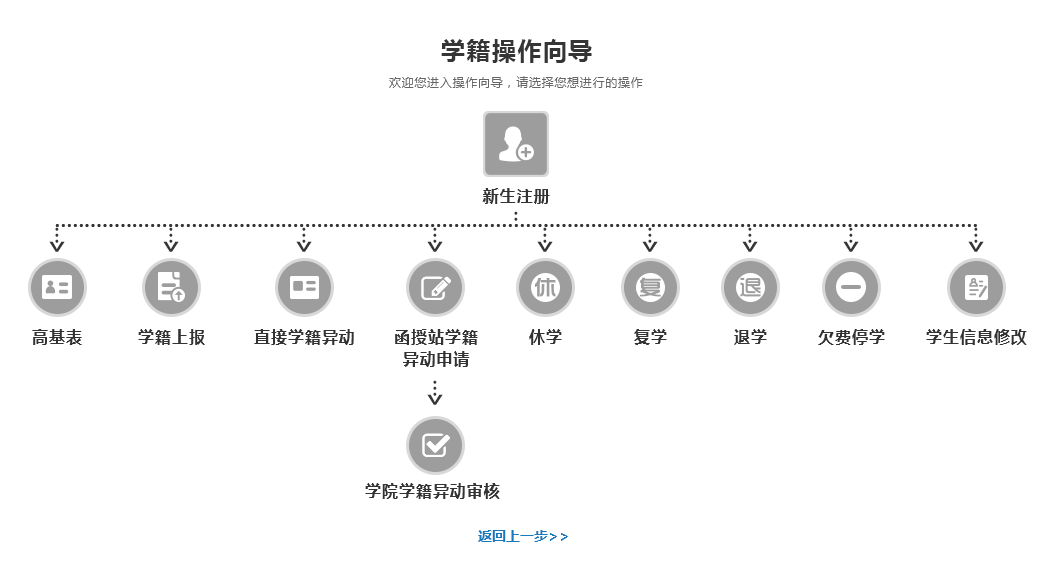 学籍操作向导
欢迎您进入操作向导，请选择您想进行的操作
新生注册
休
复
退
高基表
学籍上报
直接学籍异动
函授站学籍
异动申请
休学
复学
退学
欠费停学
学生信息修改
学院学籍异动审核
返回上一步>>